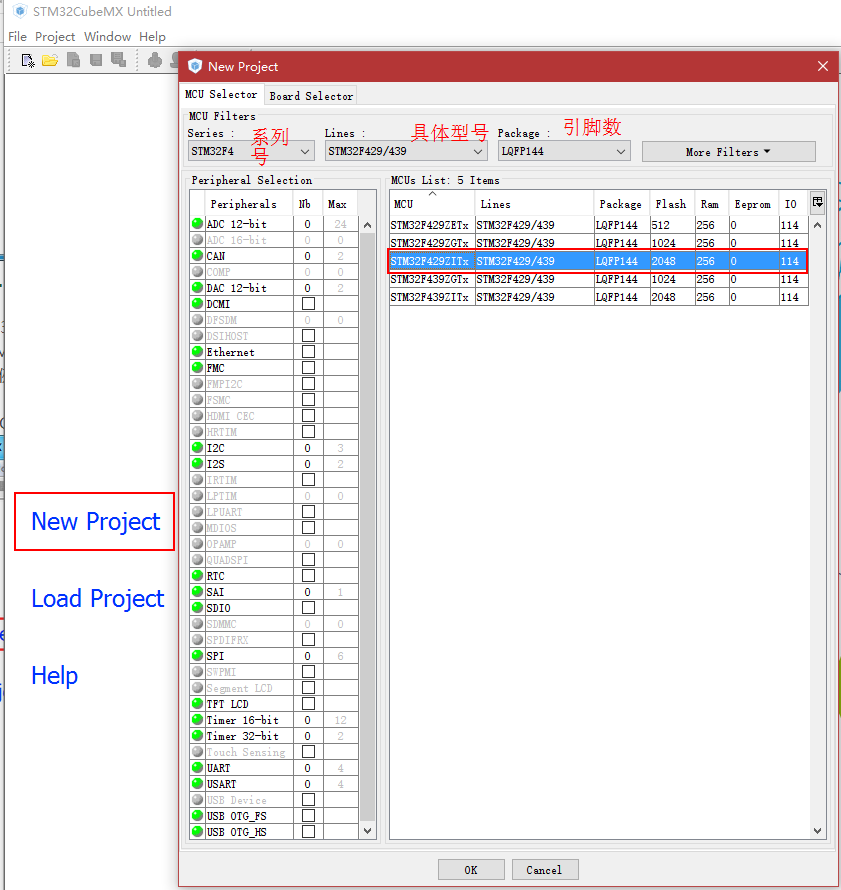 STM32CubeMX Untitled
File Project Window Help
New Project
MCU Selector Board Selector
MCU Filters
Series : 系列号 Lines : 具体型号 Package : 引脚数
STM32F4 STM32F429/439 LQFP144 More Filters
Peripheral Selection
Peripherals Nb Max
ADC 12-bit 0 24
ADC 16-bit 0 0
CAN 0 2
COMP 0 0
DAC 12-bit 0 2
DCMI
DFSDM 0 0
DSIHOST
Ethernet
FMC
FMPI2C
FSMC
HDMI CEC
HRTIM
I2C 0 3
I2S 0 2
IRTIM
LPTIM 0 0
LPUART
MDIOS
OPAMP 0 0
QUADSPI
RTC
SAI 0 1
SDIO
SDMMC 0 0
SPDIFRX
SPI 0 6
SWPMI
Segment LCD
TFT LCD
Timer 16-bit 0 12
Timer 32-bit 0 2
Touch Sensing
UART 0 4
USART 0 4
USB Device
USB OTG_FS
USB OTG_HS
MCUs List: 5 Items
MCU Lines Package Flash Ram Eeprom IO
STM32F429ZETx STM32F429/439 LQFP144 512 256 0 114
STM32F429ZGTx STM32F429/439 LQFP144 1024 256 0 114
STM32F429ZITx STM32F429/439 LQFP144 2048 256 0 114
STM32F439ZGTx STM32F429/439 LQFP144 1024 256 0 114
STM32F439ZITx STM32F429/439 LQFP144 2048 256 0 114
New Project
Load Project
Help
OK Cancel